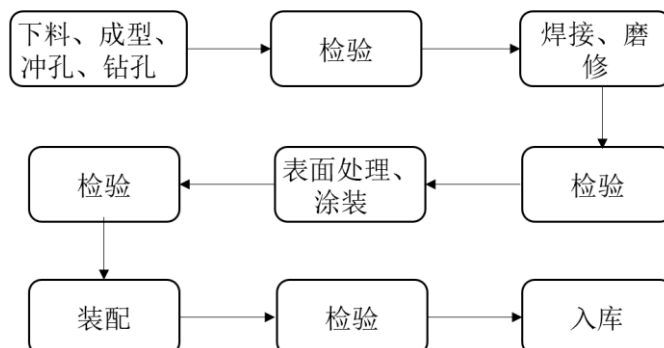 下料、成型、
冲孔、钻孔
检验
焊接、磨
修
检验
表面处理、
涂装
检验
装配
检验
入库